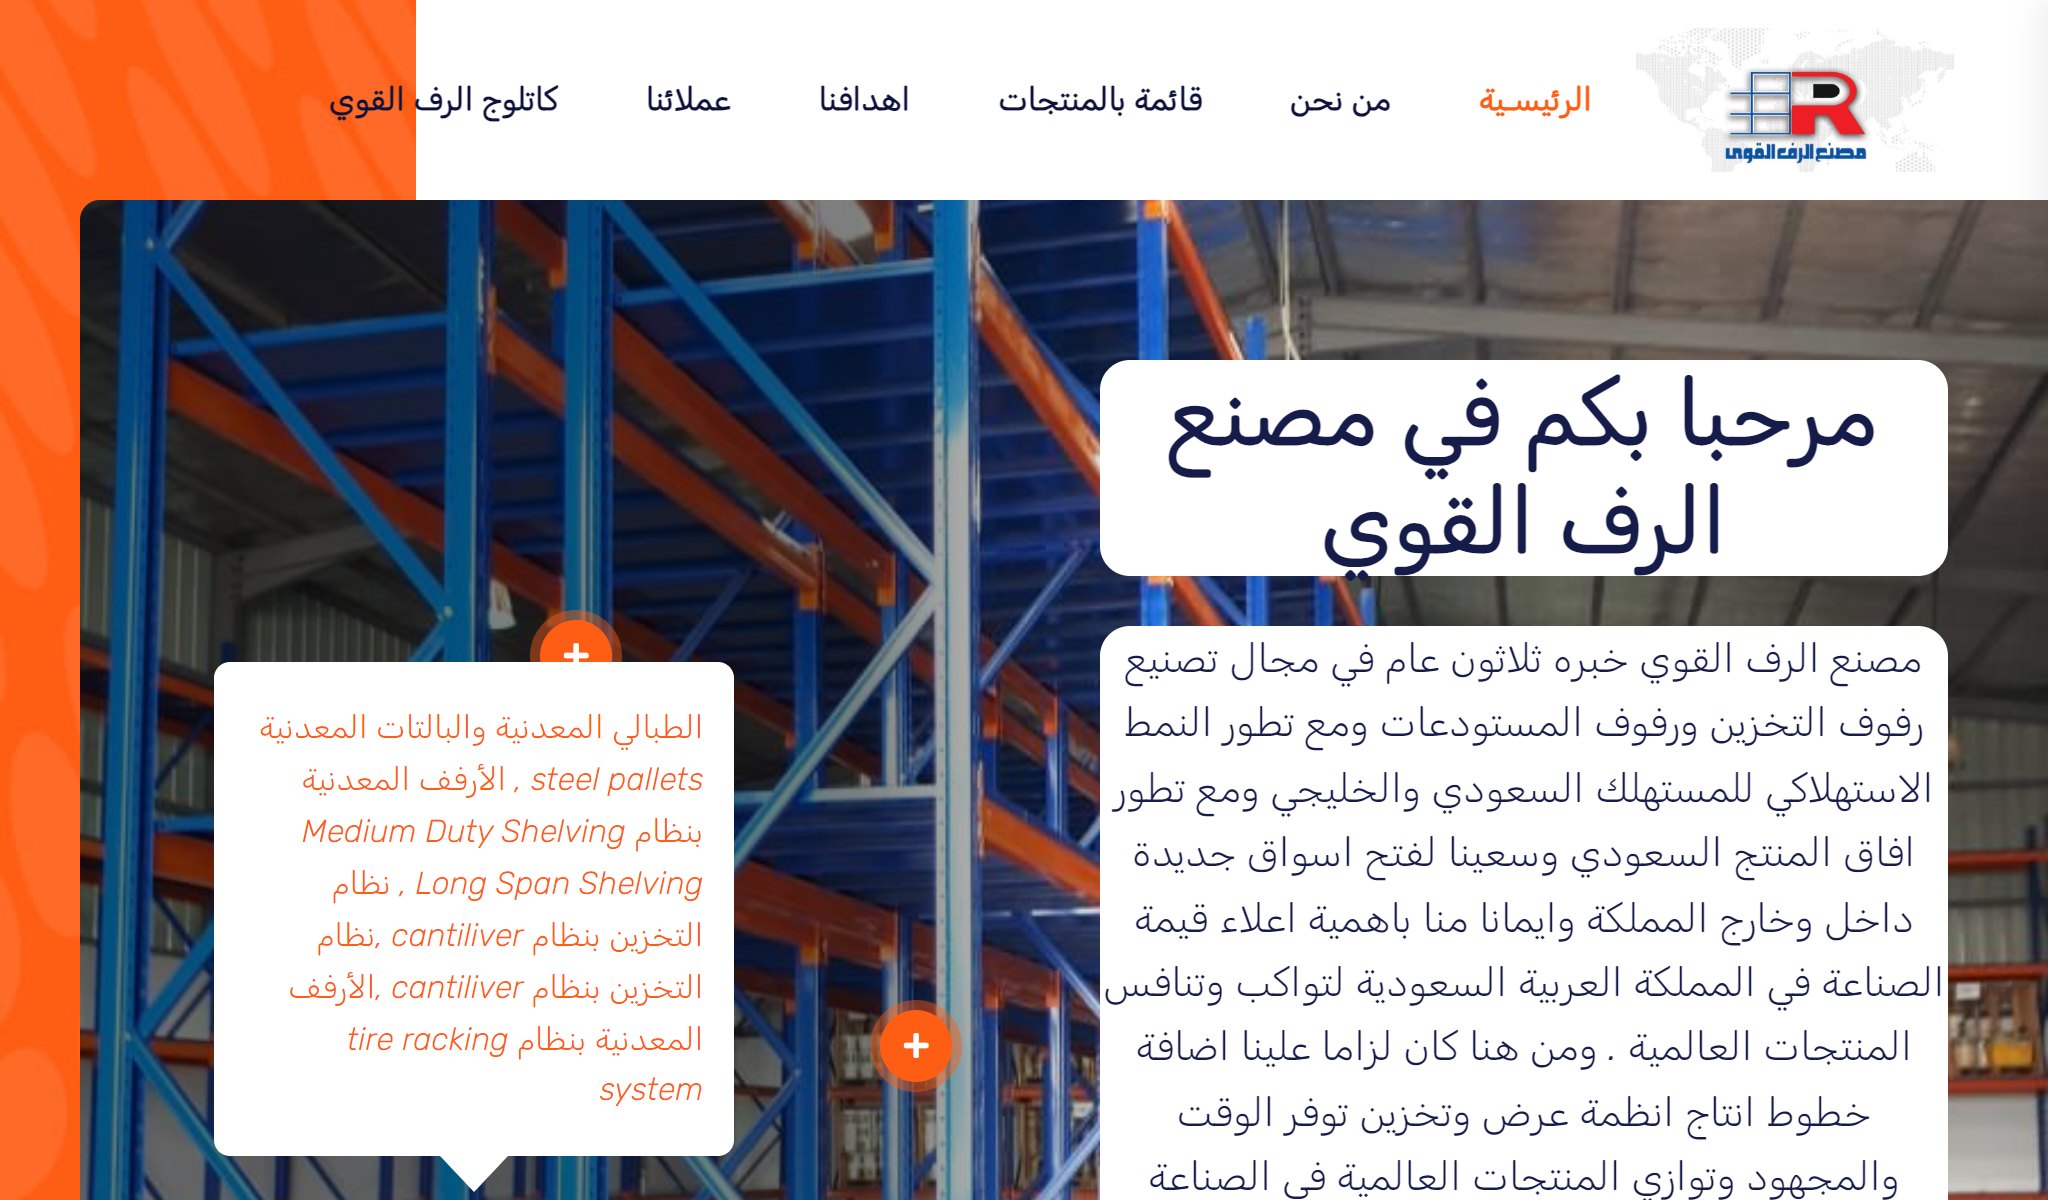 مصنع الرف القوى
الرئيسـية
من نحن
قائمة بالمنتجات
اهدافنا
عملائنا
كاتلوج الرف القوي
مرحبا بكم في مصنع
الرف القوي
مصنع الرف القوي خبره ثلاثون عام في مجال تصنيع
رفوف التخزين ورفوف المستودعات ومع تطور النمط
الاستهلاكي للمستهلك السعودي والخليجي ومع تطور
افاق المنتج السعودي وسعينا لفتح اسواق جديدة
داخل وخارج المملكة وايمانا منا باهمية اعلاء قيمة
الصناعة في المملكة العربية السعودية لتواكب وتنافس
المنتجات العالمية . ومن هنا كان لزاما علينا اضافة
خطوط انتاج انظمة عرض وتخزين توفر الوقت
والمجهود وتوازي المنتجات العالمية في الصناعة
الطبالي المعدنية والبالتات المعدنية
steel pallets , الأرفف المعدنية
بنظام Medium Duty Shelving
Long Span Shelving , نظام
التخزين بنظام cantiliver ,نظام
التخزين بنظام cantiliver ,الأرفف
المعدنية بنظام tire racking
system